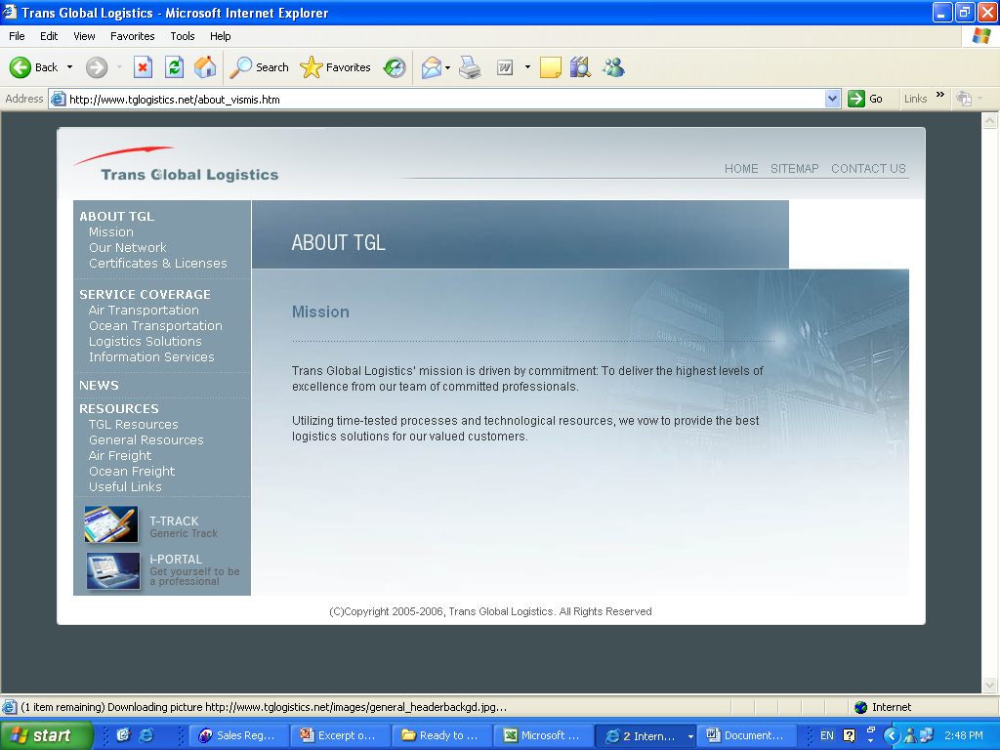 Trans Global Logistics - Microsoft Internet Explorer
File Edit View Favorites Tools Help
Back Search Favorites W
Address http://www.tglogistics.net/about_vismis.htm Go Links »
Trans Global Logistics
HOME SITEMAP CONTACT US
ABOUT TGL
Mission
Our Network
Certificates & Licenses
SERVICE COVERAGE
Air Transportation
Ocean Transportation
Logistics Solutions
Information Services
NEWS
RESOURCES
TGL Resources
General Resources
Air Freight
Ocean Freight
Useful Links
T-TRACK
Generic Track
i-PORTAL
Get yourself to be
a professional
ABOUT TGL
Mission
Trans Global Logistics' mission is driven by commitment: To deliver the highest levels of
excellence from our team of committed professionals.
Utilizing time-tested processes and technological resources, we vow to provide the best
logistics solutions for our valued customers.
(C)Copyright 2005-2006, Trans Global Logistics. All Rights Reserved
(1 item remaining) Downloading picture http://www.tglogistics.net/images/general_headerbackgd.jpg... Internet
start Sales Reg... Excerpt o... Ready to ... Microsoft ... 2 Intern... Document... EN 2:48 PM